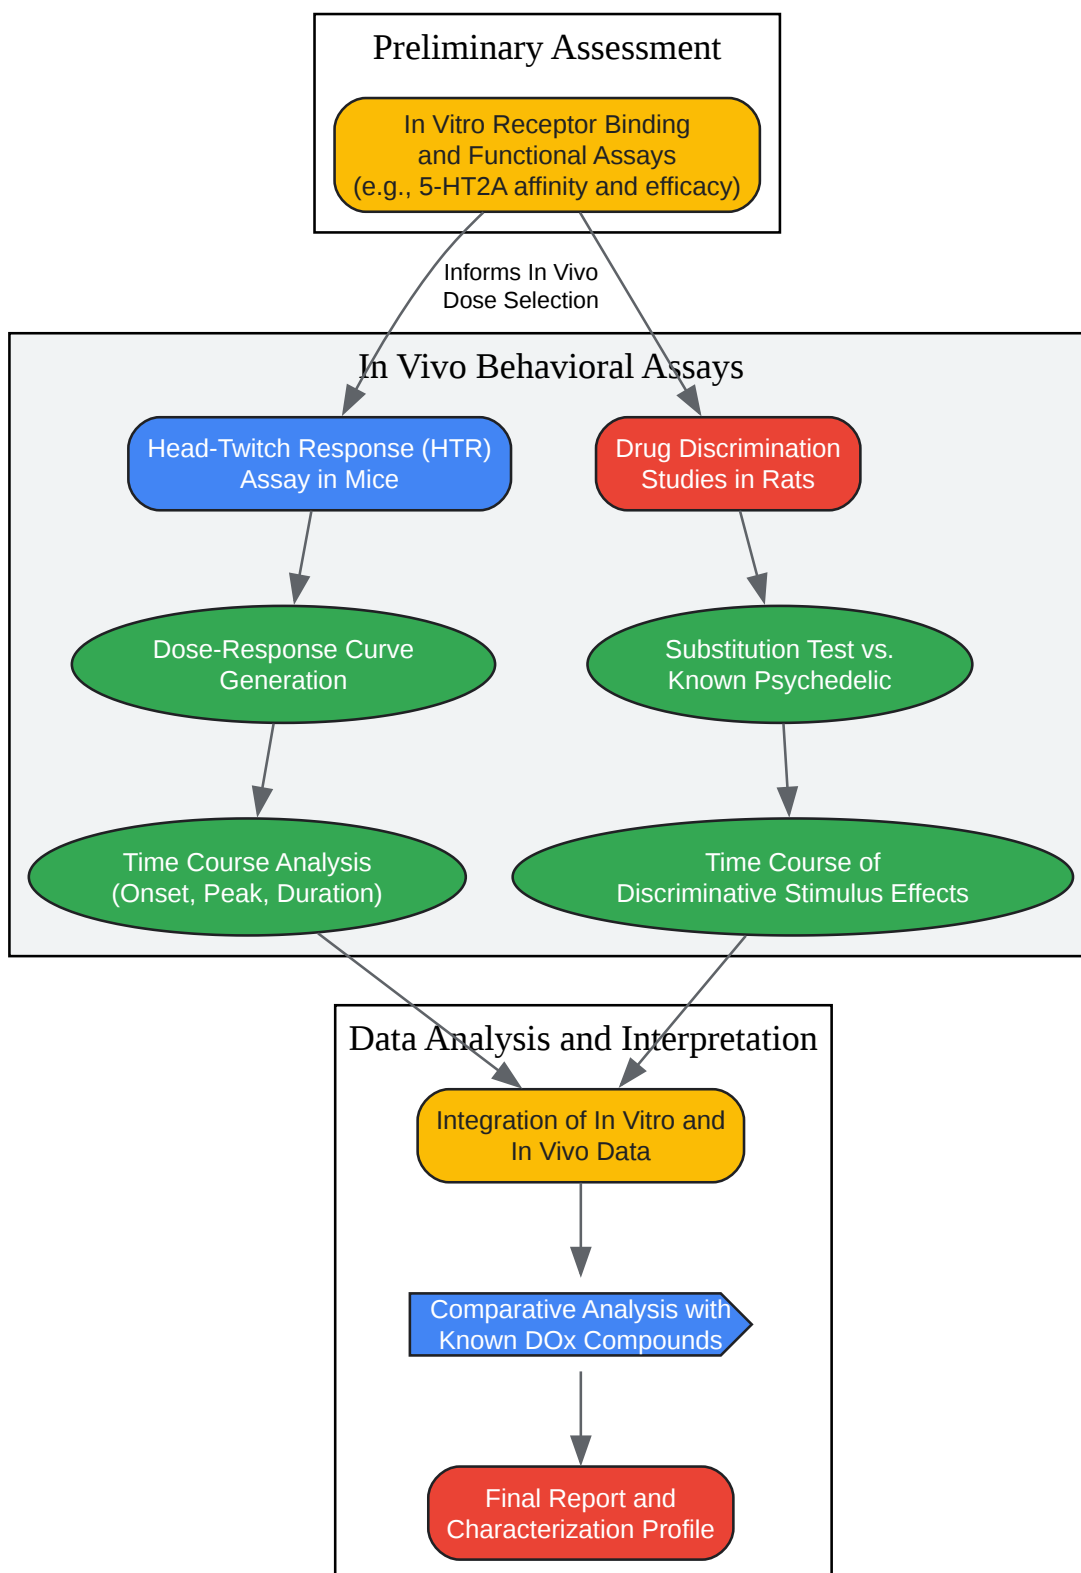 Preliminary Assessment
In Vitro Receptor Binding
and Functional Assays
(e.g., 5-HT2A affinity and efficacy)
Informs In Vivo
Dose Selection
In Vivo Behavioral Assays
Head-Twitch Response (HTR)
Assay in Mice
Drug Discrimination
Studies in Rats
Dose-Response Curve
Generation
Substitution Test vs.
Known Psychedelic
Time Course Analysis
(Onset, Peak, Duration)
Time Course of
Discriminative Stimulus Effects
Data Analysis and Interpretation
Integration of In Vitro and
In Vivo Data
Comparative Analysis with
Known DOx Compounds
Final Report and
Characterization Profile